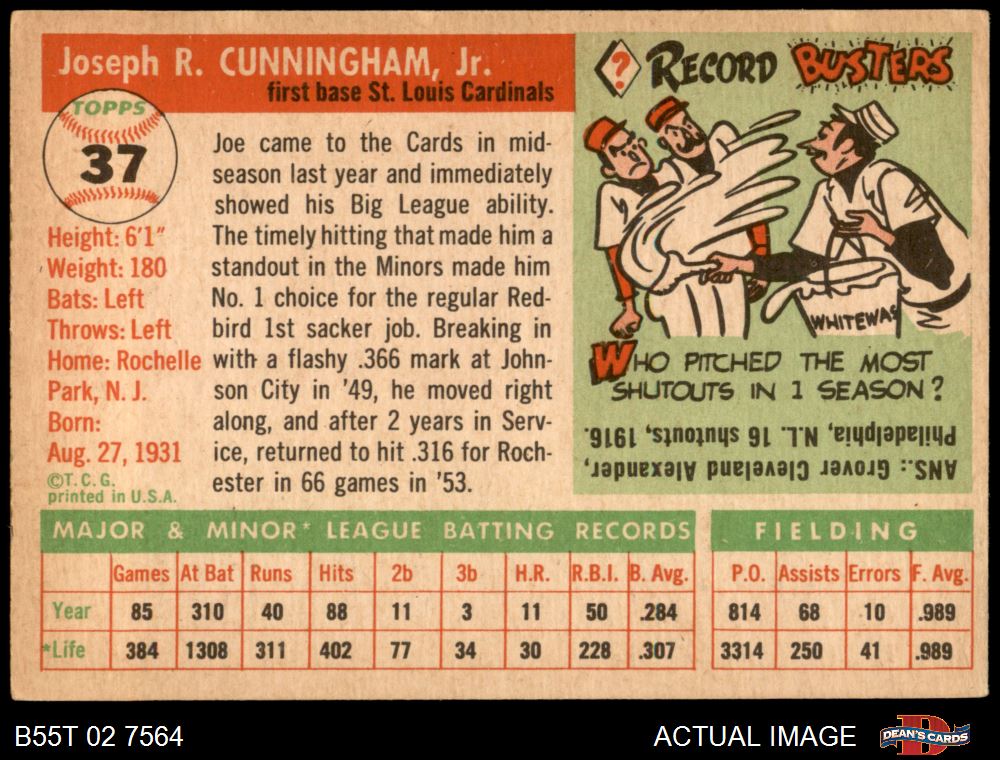 Joseph R. CUNNINGHAM, Jr.
first base St. Louis Cardinals
TOPPS
37
Height: 6'1"
Weight: 180
Bats: Left
Throws: Left
Home: Rochelle
Park, N. J.
Born:
Aug. 27, 1931
©T. C. G.
printed in U.S.A.
Joe came to the Cards in mid-
season last year and immediately
showed his Big League ability.
The timely hitting that made him a
standout in the Minors made him
No. 1 choice for the regular Red-
bird 1st sacker job. Breaking in
with a flashy .366 mark at John-
son City in '49, he moved right
along, and after 2 years in Serv-
ice, returned to hit .316 for Roch-
ester in 66 games in '53.
? RECORD BUSTERS
WHITEWAS
WHO PITCHED THE MOST
SHUTOUTS IN 1 SEASON?
ANS.: Grover Cleveland Alexander,
Philadelphia, N.L. 16 shutouts, 1916.
MAJOR & MINOR* LEAGUE BATTING RECORDS
Games At Bat Runs Hits 2b 3b H.R. R.B.I. B. Avg.
Year 85 310 40 88 11 3 11 50 .284
*Life 384 1308 311 402 77 34 30 228 .307
FIELDING
P.O. Assists Errors F. Avg.
814 68 10 .989
3314 250 41 .989
B55T 02 7564
ACTUAL IMAGE
D
DEAN'S CARDS